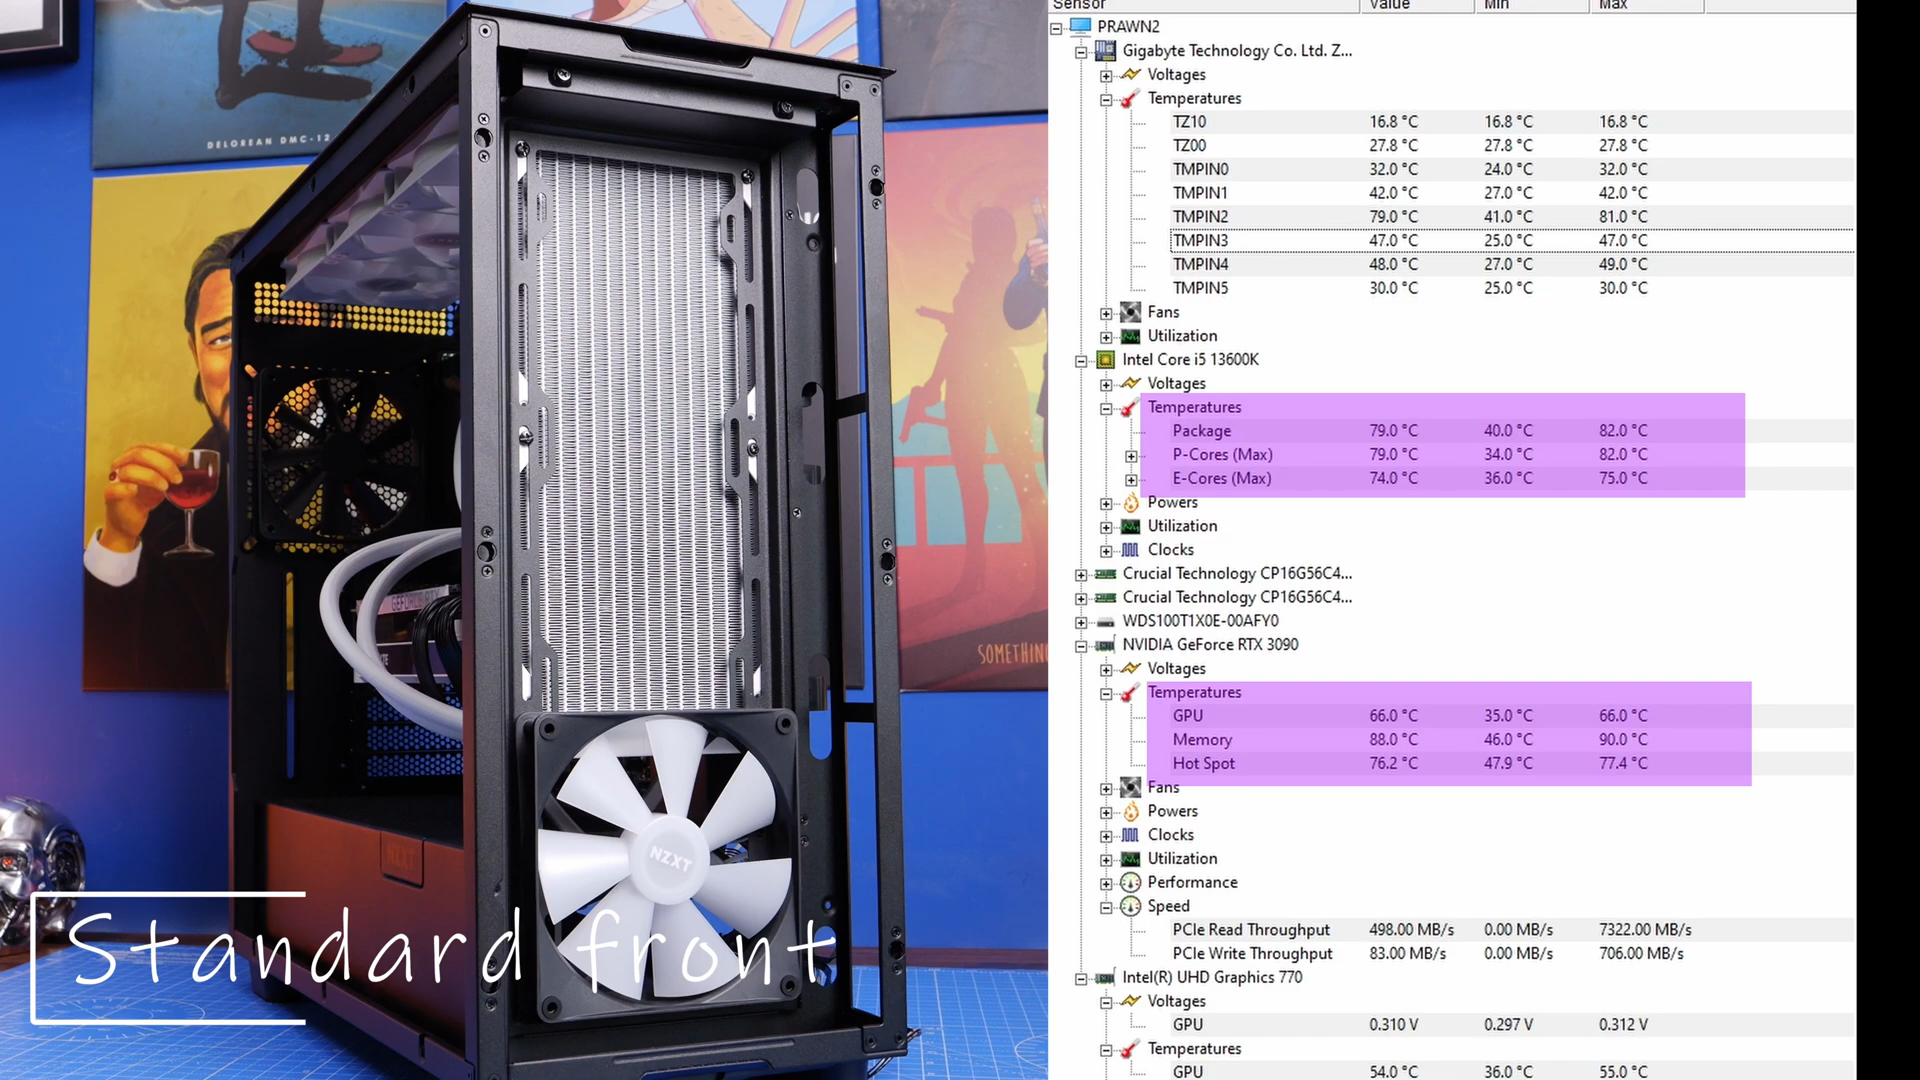 DELOREAN DMC-12
SOMETHIN
GEFORCE RTX
NZXT
NZXT
Standard front
Sensor Value Min Max
PRAWN2
Gigabyte Technology Co. Ltd. Z...
Voltages
Temperatures
TZ10 16.8 °C 16.8 °C 16.8 °C
TZ00 27.8 °C 27.8 °C 27.8 °C
TMPIN0 32.0 °C 24.0 °C 32.0 °C
TMPIN1 42.0 °C 27.0 °C 42.0 °C
TMPIN2 79.0 °C 41.0 °C 81.0 °C
TMPIN3 47.0 °C 25.0 °C 47.0 °C
TMPIN4 48.0 °C 27.0 °C 49.0 °C
TMPIN5 30.0 °C 25.0 °C 30.0 °C
Fans
Utilization
Intel Core i5 13600K
Voltages
Temperatures
Package 79.0 °C 40.0 °C 82.0 °C
P-Cores (Max) 79.0 °C 34.0 °C 82.0 °C
E-Cores (Max) 74.0 °C 36.0 °C 75.0 °C
Powers
Utilization
Clocks
Crucial Technology CP16G56C4...
Crucial Technology CP16G56C4...
WDS100T1X0E-00AFY0
NVIDIA GeForce RTX 3090
Voltages
Temperatures
GPU 66.0 °C 35.0 °C 66.0 °C
Memory 88.0 °C 46.0 °C 90.0 °C
Hot Spot 76.2 °C 47.9 °C 77.4 °C
Fans
Powers
Clocks
Utilization
Performance
Speed
PCIe Read Throughput 498.00 MB/s 0.00 MB/s 7322.00 MB/s
PCIe Write Throughput 83.00 MB/s 0.00 MB/s 706.00 MB/s
Intel(R) UHD Graphics 770
Voltages
GPU 0.310 V 0.297 V 0.312 V
Temperatures
GPU 54.0 °C 36.0 °C 55.0 °C